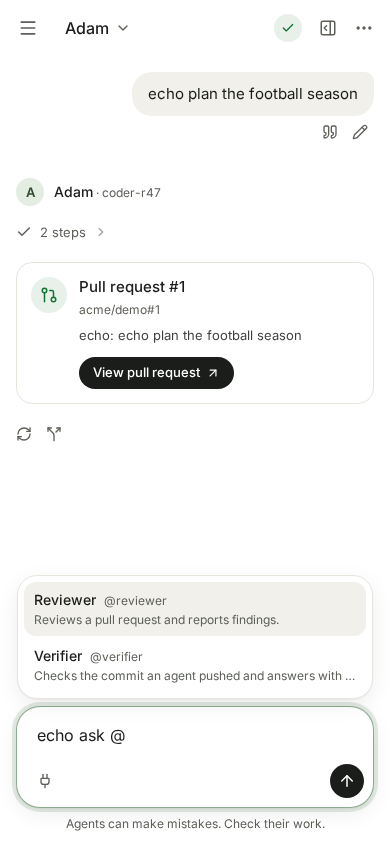 Adam
echo plan the football season
A
Adam · coder-r47
2 steps
Pull request #1
acme/demo#1
echo: echo plan the football season
View pull request
Reviewer @reviewer
Reviews a pull request and reports findings.
Verifier @verifier
Checks the commit an agent pushed and answers with ...
echo ask @
Agents can make mistakes. Check their work.